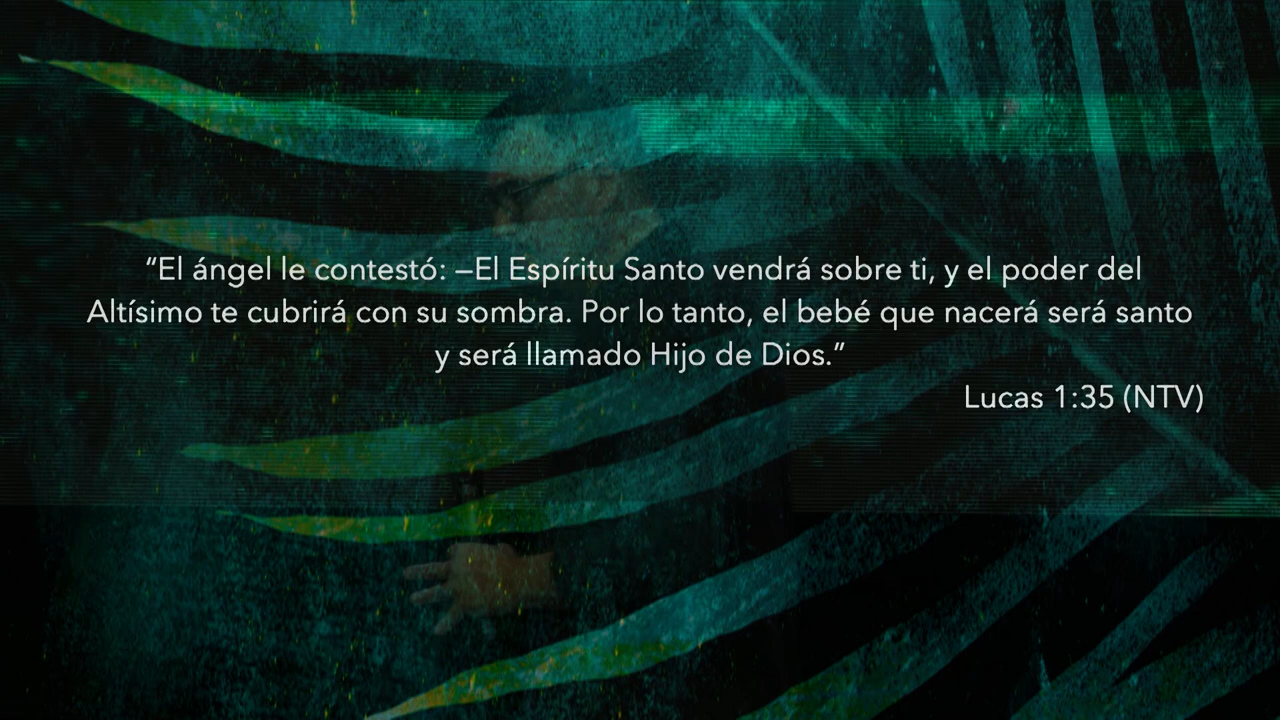 “El ángel le contestó: —El Espíritu Santo vendrá sobre ti, y el poder del
Altísimo te cubrirá con su sombra. Por lo tanto, el bebé que nacerá será santo
y será llamado Hijo de Dios.”
Lucas 1:35 (NTV)